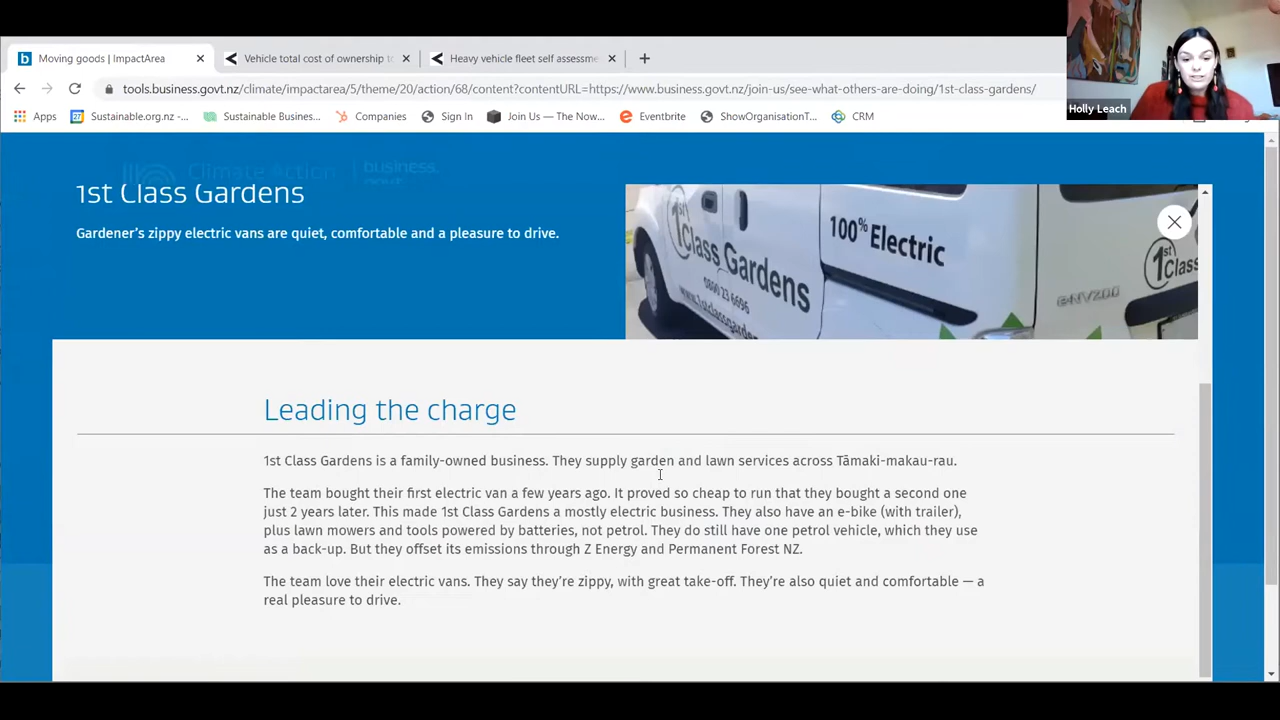 Moving goods | ImpactArea
Vehicle total cost of ownership to
Heavy vehicle fleet self assessme
Holly Leach
tools.business.govt.nz/climate/impactarea/5/theme/20/action/68/content?contentURL=https://www.business.govt.nz/join-us/see-what-others-are-doing/1st-class-gardens/
Apps
Sustainable.org.nz -...
Sustainable Busines...
Companies
Sign In
Join Us — The Now...
Eventbrite
ShowOrganisationT...
CRM
Climate Action
business.
1st Class Gardens
Gardener's zippy electric vans are quiet, comfortable and a pleasure to drive.
1st Class Gardens
0800 23 6696
100% Electric
1st Class
e-NV200
Leading the charge
1st Class Gardens is a family-owned business. They supply garden and lawn services across Tāmaki-makau-rau.
The team bought their first electric van a few years ago. It proved so cheap to run that they bought a second one
just 2 years later. This made 1st Class Gardens a mostly electric business. They also have an e-bike (with trailer),
plus lawn mowers and tools powered by batteries, not petrol. They do still have one petrol vehicle, which they use
as a back-up. But they offset its emissions through Z Energy and Permanent Forest NZ.
The team love their electric vans. They say they're zippy, with great take-off. They're also quiet and comfortable — a
real pleasure to drive.